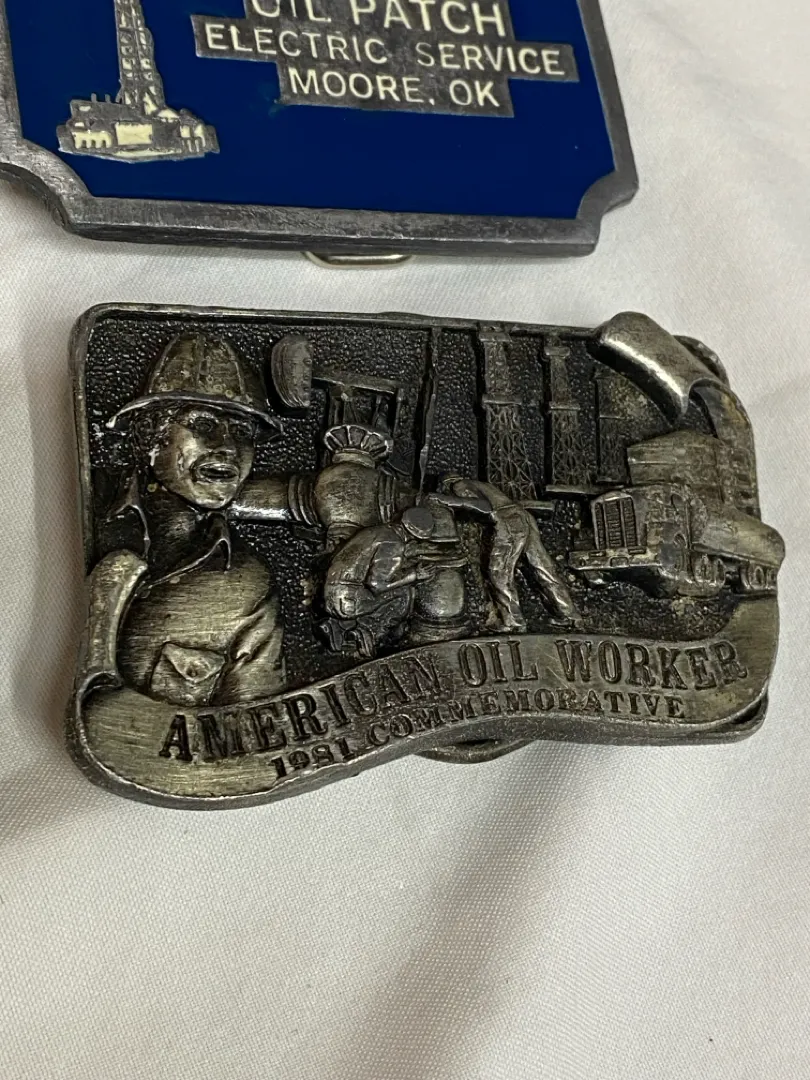 OIL PATCH
ELECTRIC SERVICE
MOORE, OK
AMERICAN OIL WORKER
1981 COMMEMORATIVE